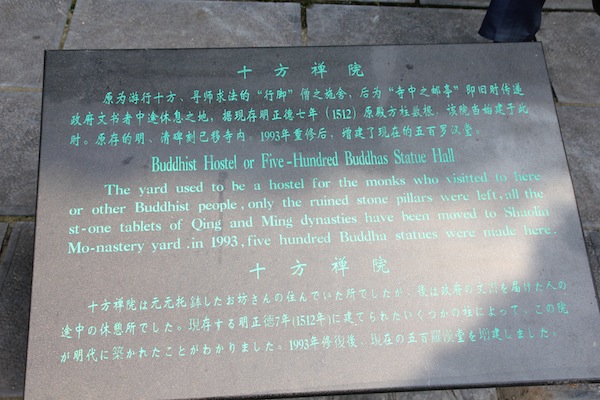 十方禅院
原为游行十方、寻师求法的“行脚”僧之施舍,后为“寺中之邮亭”即旧时传递
政府文书者中途休息之地,据现存明正德七年(1512)原殿方柱数根,该院当始建于此
时。原存的明、清碑刻已移寺内。1993年重修后,增建了现在的五百罗汉堂。
Buddhist Hostel or Five-Hundred Buddhas Statue Hall
The yard used to be a hostel for the monks who visitted to here
or other Buddhist people,only the ruined stone pillars were left.all the
st-one tablets of Qing and Ming dynasties have been moved to Shaolin
Mo-nastery yard.in 1993,five hundred Buddha statues were made here.
十方禅院
十方禅院は元元托鉢したお坊さんの住んでいた所でしたが、後は政府の文書を届けた人の
途中の休憩所でした。現存する明正徳7年(1512年)に建てられたいくつかの柱によって、この院
が明代に築かれたことがわかりました。1993年修復後、現在の五百羅漢堂を増建しました。